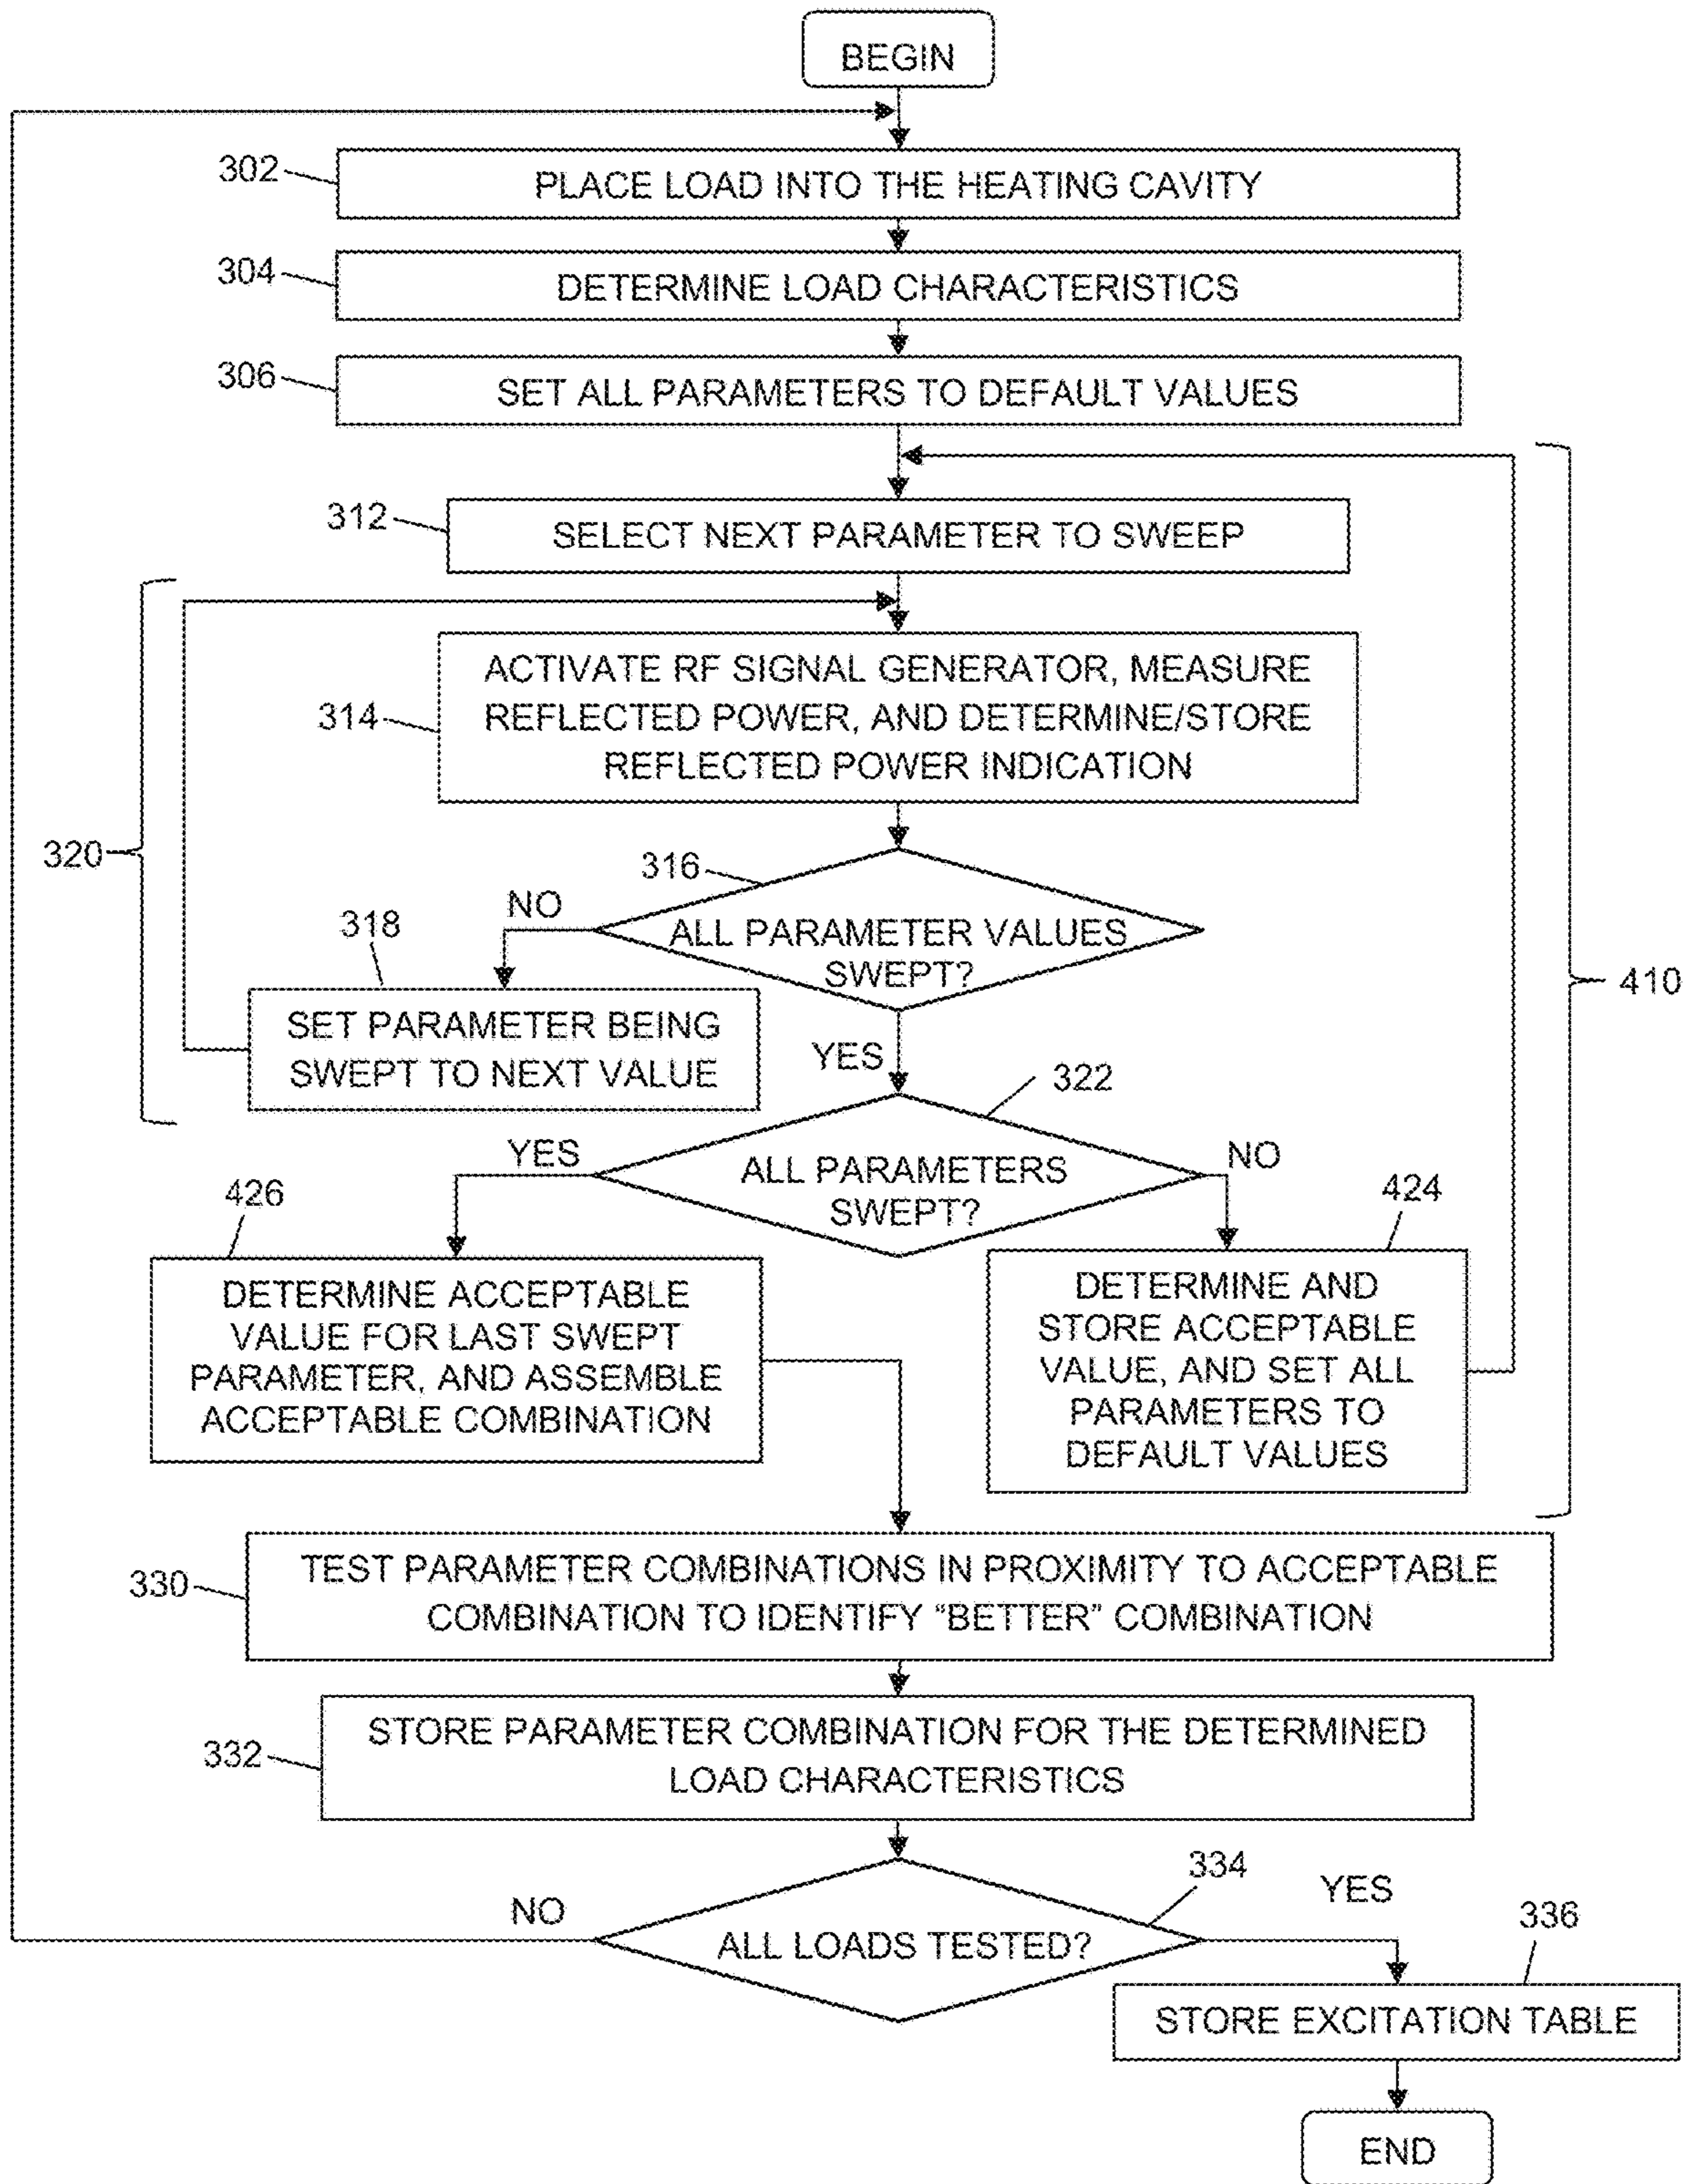 BEGIN
302
PLACE LOAD INTO THE HEATING CAVITY
304
DETERMINE LOAD CHARACTERISTICS
306
SET ALL PARAMETERS TO DEFAULT VALUES
312
SELECT NEXT PARAMETER TO SWEEP
314
ACTIVATE RF SIGNAL GENERATOR, MEASURE
REFLECTED POWER, AND DETERMINE/STORE
REFLECTED POWER INDICATION
320
316
NO
ALL PARAMETER VALUES
SWEPT?
410
318
SET PARAMETER BEING
SWEPT TO NEXT VALUE
YES
322
YES
ALL PARAMETERS
SWEPT?
NO
426
DETERMINE ACCEPTABLE
VALUE FOR LAST SWEPT
PARAMETER, AND ASSEMBLE
ACCEPTABLE COMBINATION
424
DETERMINE AND
STORE ACCEPTABLE
VALUE, AND SET ALL
PARAMETERS TO
DEFAULT VALUES
330
TEST PARAMETER COMBINATIONS IN PROXIMITY TO ACCEPTABLE
COMBINATION TO IDENTIFY "BETTER" COMBINATION
332
STORE PARAMETER COMBINATION FOR THE DETERMINED
LOAD CHARACTERISTICS
334
NO
ALL LOADS TESTED?
YES
336
STORE EXCITATION TABLE
END